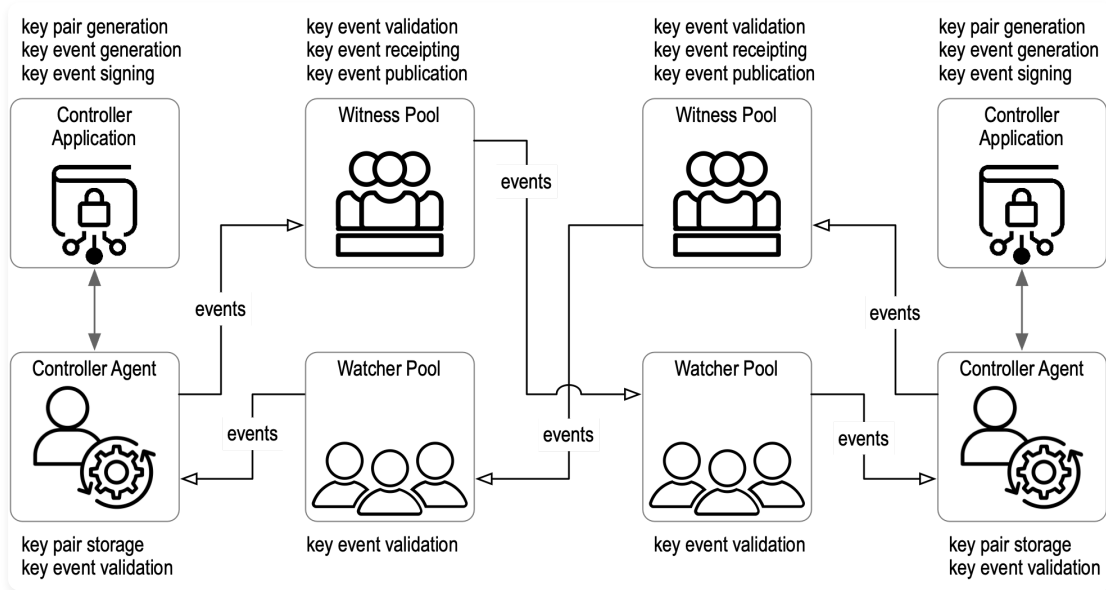 key pair generation
key event generation
key event signing
key event validation
key event receipting
key event publication
key event validation
key event receipting
key event publication
key pair generation
key event generation
key event signing
Controller
Application
Witness Pool
Witness Pool
Controller
Application
events
events
events
Controller Agent
Watcher Pool
Watcher Pool
Controller Agent
events
events
events
key pair storage
key event validation
key event validation
key event validation
key pair storage
key event validation